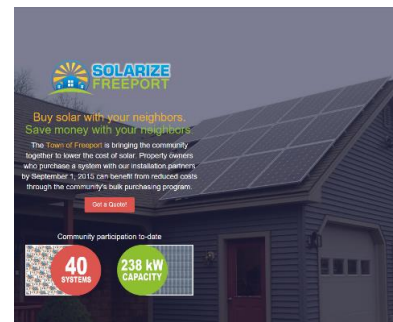 SOLARIZE
FREEPORT
Buy solar with your neighbors.
Save money with your neighbors.
The Town of Freeport is bringing the community
together to lower the cost of solar. Property owners
who purchase a system with our installation partners
by September 1, 2015 can benefit from reduced costs
through the community's bulk purchasing program.
Get a Quote!
Community participation to-date
40
SYSTEMS
238 kW
CAPACITY